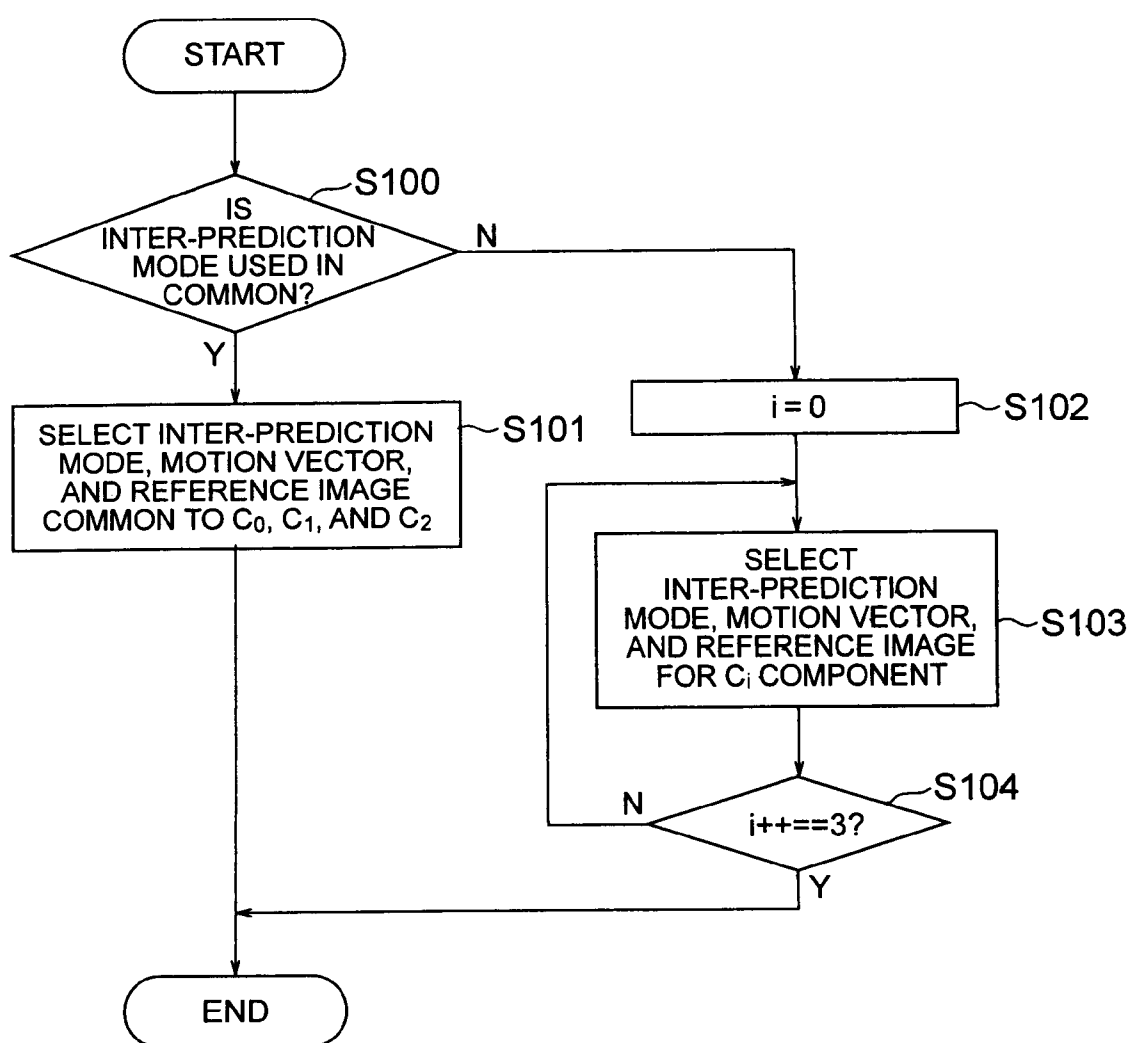 START
S100
IS
INTER-PREDICTION
MODE USED IN
COMMON?
N
Y
S101
SELECT INTER-PREDICTION
MODE, MOTION VECTOR,
AND REFERENCE IMAGE
COMMON TO C₀, C₁, AND C₂
i = 0
S102
SELECT
INTER-PREDICTION
MODE, MOTION VECTOR,
AND REFERENCE IMAGE
FOR Cᵢ COMPONENT
S103
S104
N
i++==3?
Y
END